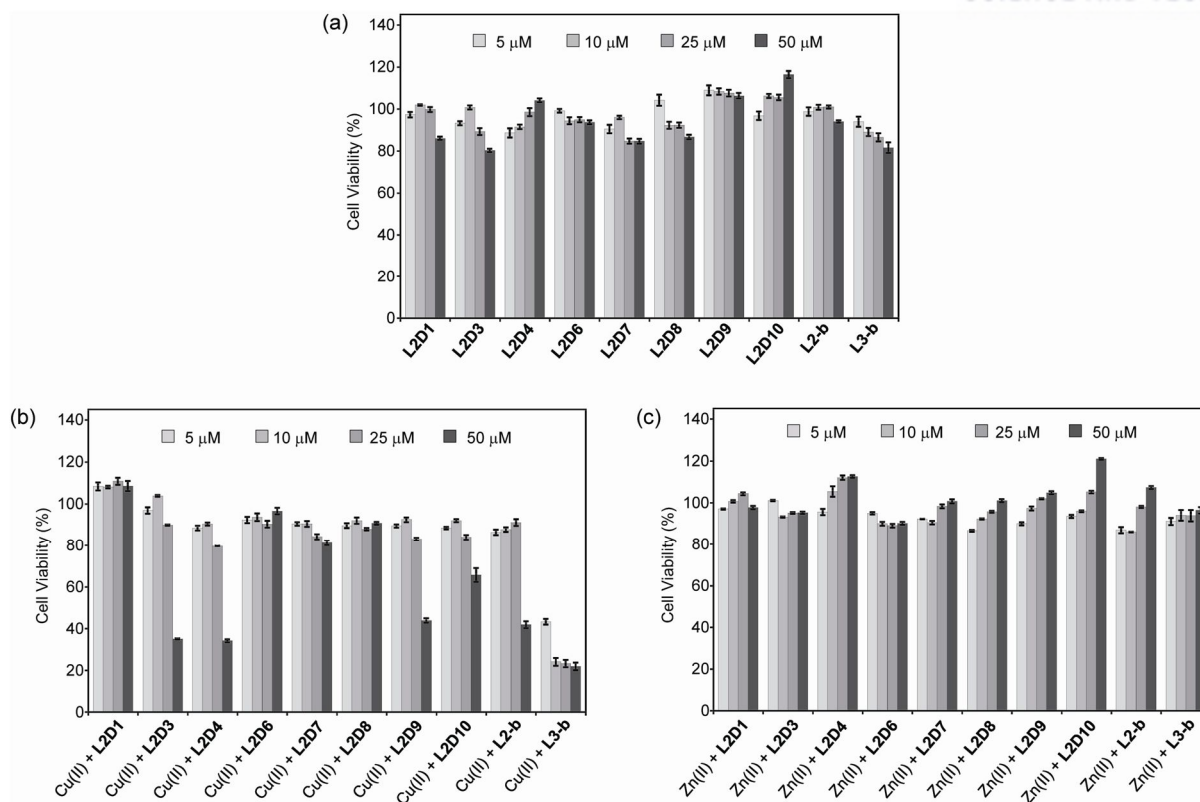 (a)
140
120
100
80
60
40
20
0
Cell Viability (%)
5 μM 10 μM 25 μM 50 μM
L2D1 L2D3 L2D4 L2D6 L2D7 L2D8 L2D9 L2D10 L2-b L3-b
(b)
140
120
100
80
60
40
20
0
Cell Viability (%)
5 μM 10 μM 25 μM 50 μM
Cu(II) + L2D1 Cu(II) + L2D3 Cu(II) + L2D4 Cu(II) + L2D6 Cu(II) + L2D7 Cu(II) + L2D8 Cu(II) + L2D9 Cu(II) + L2D10 Cu(II) + L2-b Cu(II) + L3-b
(c)
140
120
100
80
60
40
20
0
Cell Viability (%)
5 μM 10 μM 25 μM 50 μM
Zn(II) + L2D1 Zn(II) + L2D3 Zn(II) + L2D4 Zn(II) + L2D6 Zn(II) + L2D7 Zn(II) + L2D8 Zn(II) + L2D9 Zn(II) + L2D10 Zn(II) + L2-b Zn(II) + L3-b